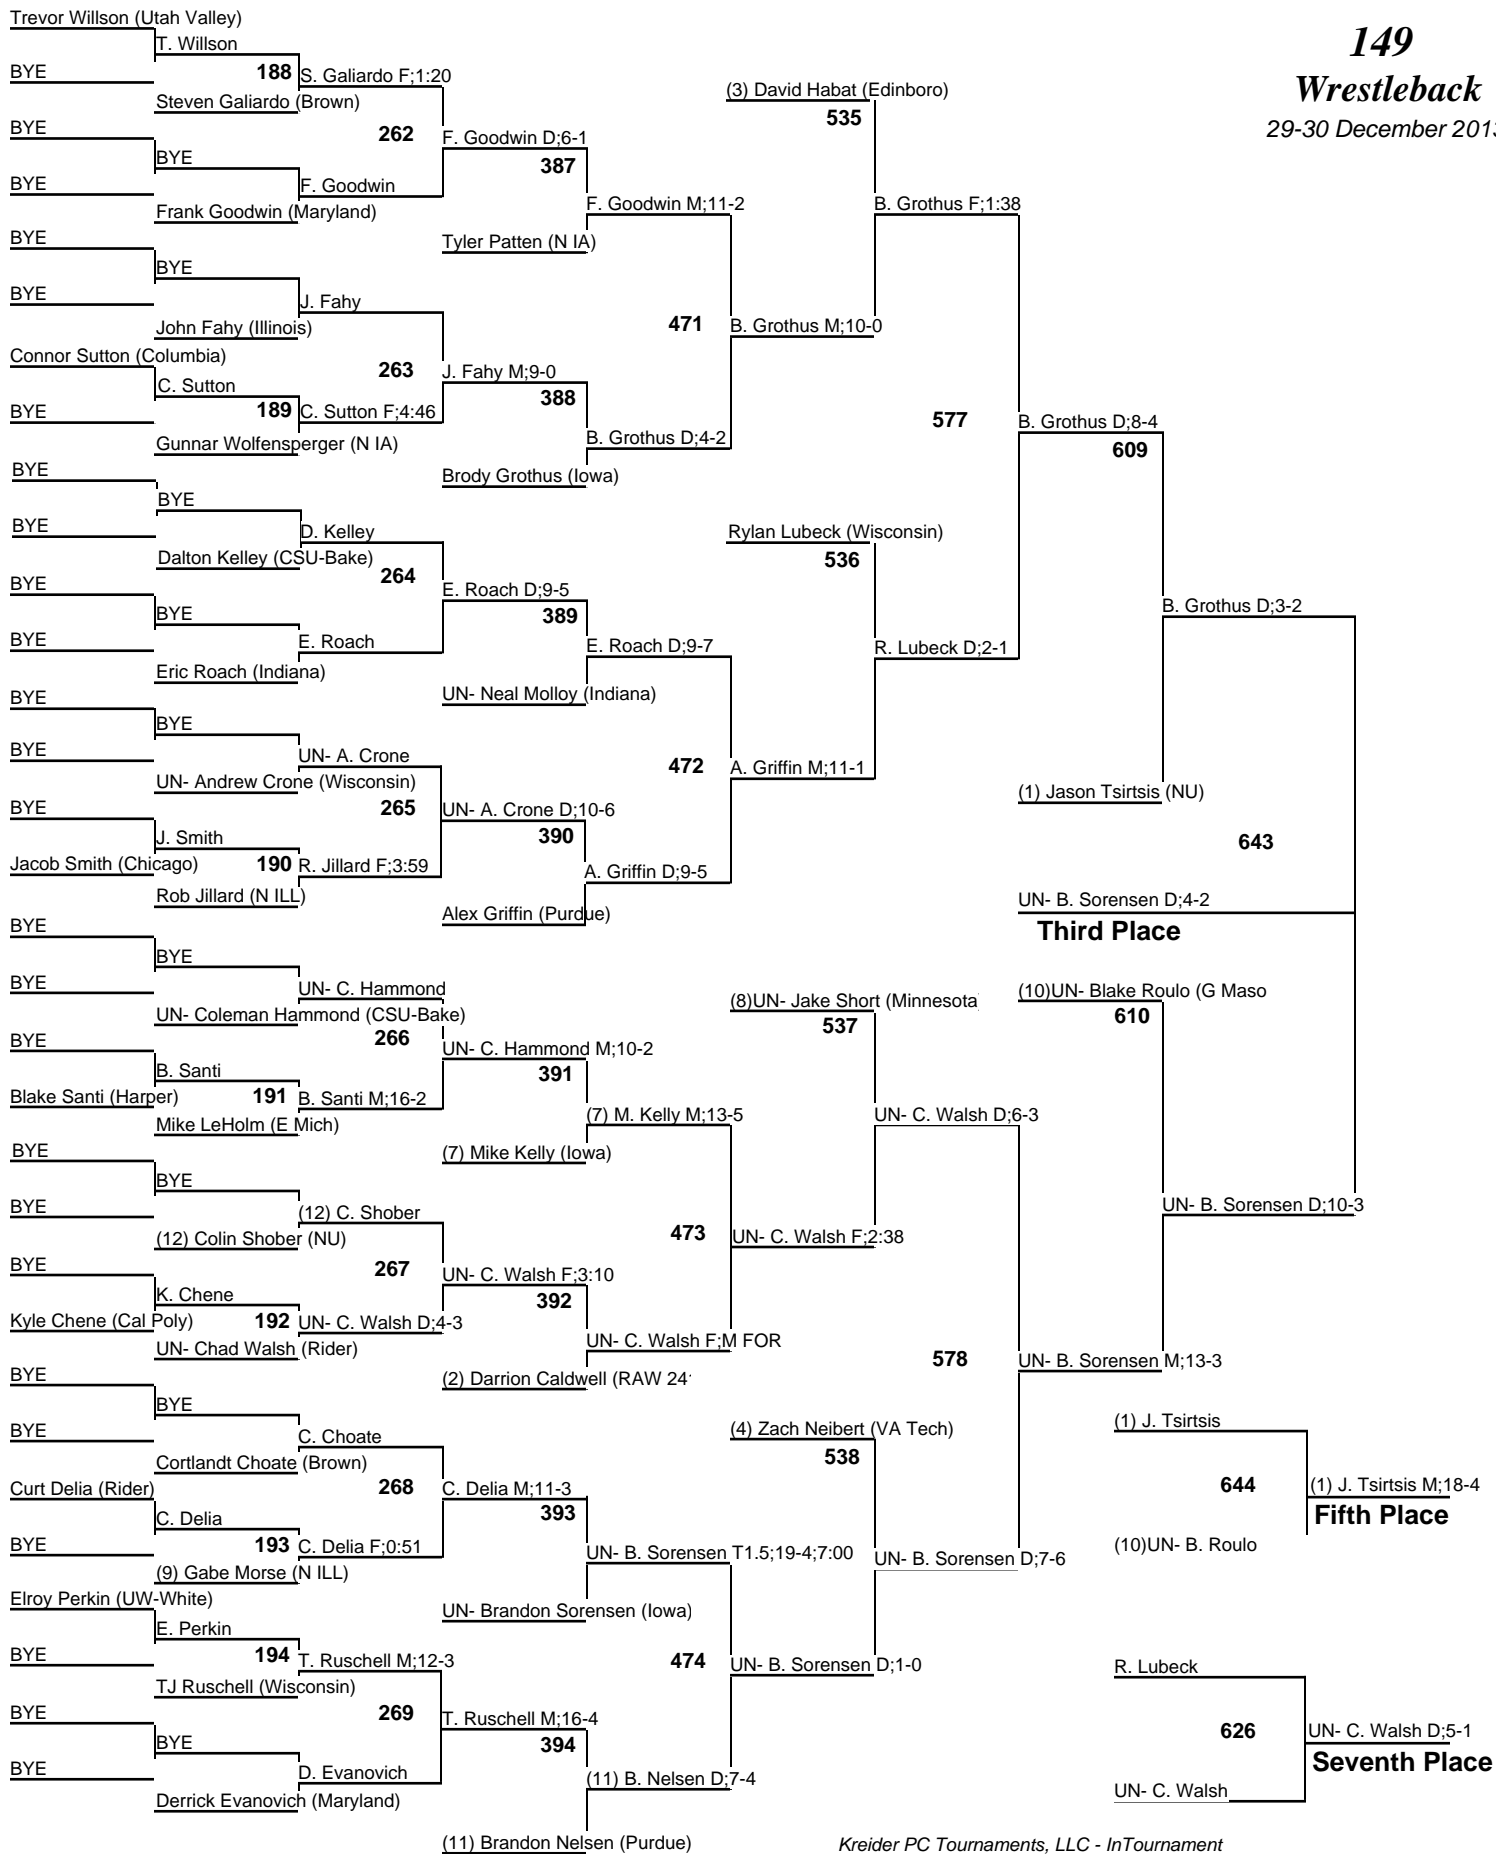 149
Wrestleback
29-30 December 201
Trevor Willson (Utah Valley)
T. Willson
BYE
188
S. Galiardo F;1:20
Steven Galiardo (Brown)
BYE
262
F. Goodwin D;6-1
BYE
387
BYE
F. Goodwin
Frank Goodwin (Maryland)
F. Goodwin M;11-2
BYE
Tyler Patten (N IA)
BYE
BYE
J. Fahy
John Fahy (Illinois)
471
B. Grothus M;10-0
Connor Sutton (Columbia)
263
J. Fahy M;9-0
C. Sutton
388
BYE
189
C. Sutton F;4:46
Gunnar Wolfensperger (N IA)
B. Grothus D;4-2
Brody Grothus (Iowa)
(3) David Habat (Edinboro)
535
B. Grothus F;1:38
577
B. Grothus D;8-4
609
BYE
BYE
BYE
D. Kelley
Dalton Kelley (CSU-Bake)
264
BYE
E. Roach D;9-5
BYE
389
BYE
E. Roach
E. Roach D;9-7
Eric Roach (Indiana)
UN- Neal Molloy (Indiana)
Rylan Lubeck (Wisconsin)
536
R. Lubeck D;2-1
B. Grothus D;3-2
BYE
BYE
BYE
UN- A. Crone
UN- Andrew Crone (Wisconsin)
472
A. Griffin M;11-1
265
BYE
UN- A. Crone D;10-6
J. Smith
390
Jacob Smith (Chicago)
190
R. Jillard F;3:59
A. Griffin D;9-5
Rob Jillard (N ILL)
Alex Griffin (Purdue)
(1) Jason Tsirtsis (NU)
643
UN- B. Sorensen D;4-2
Third Place
BYE
BYE
BYE
UN- C. Hammond
UN- Coleman Hammond (CSU-Bake)
266
BYE
UN- C. Hammond M;10-2
B. Santi
391
Blake Santi (Harper)
191
B. Santi M;16-2
(7) M. Kelly M;13-5
Mike LeHolm (E Mich)
(7) Mike Kelly (Iowa)
(8)UN- Jake Short (Minnesota
537
UN- C. Walsh D;6-3
(10)UN- Blake Roulo (G Maso
610
UN- B. Sorensen D;10-3
BYE
BYE
BYE
(12) C. Shober
(12) Colin Shober (NU)
473
UN- C. Walsh F;2:38
267
BYE
UN- C. Walsh F;3:10
K. Chene
392
Kyle Chene (Cal Poly)
192
UN- C. Walsh D;4-3
UN- C. Walsh F;M FOR
UN- Chad Walsh (Rider)
(2) Darrion Caldwell (RAW 24
578
UN- B. Sorensen M;13-3
BYE
BYE
BYE
C. Choate
Cortlandt Choate (Brown)
Curt Delia (Rider)
268
C. Delia M;11-3
C. Delia
393
BYE
193
C. Delia F;0:51
UN- B. Sorensen T1.5;19-4;7:00
(9) Gabe Morse (N ILL)
UN- Brandon Sorensen (Iowa)
(4) Zach Neibert (VA Tech)
538
UN- B. Sorensen D;7-6
(1) J. Tsirtsis
644
(1) J. Tsirtsis M;18-4
Fifth Place
(10)UN- B. Roulo
Elroy Perkin (UW-White)
E. Perkin
BYE
194
T. Ruschell M;12-3
474
UN- B. Sorensen D;1-0
TJ Ruschell (Wisconsin)
BYE
269
T. Ruschell M;16-4
BYE
394
BYE
D. Evanovich
(11) B. Nelsen D;7-4
Derrick Evanovich (Maryland)
(11) Brandon Nelsen (Purdue)
R. Lubeck
626
UN- C. Walsh D;5-1
Seventh Place
UN- C. Walsh
Kreider PC Tournaments, LLC - InTournament